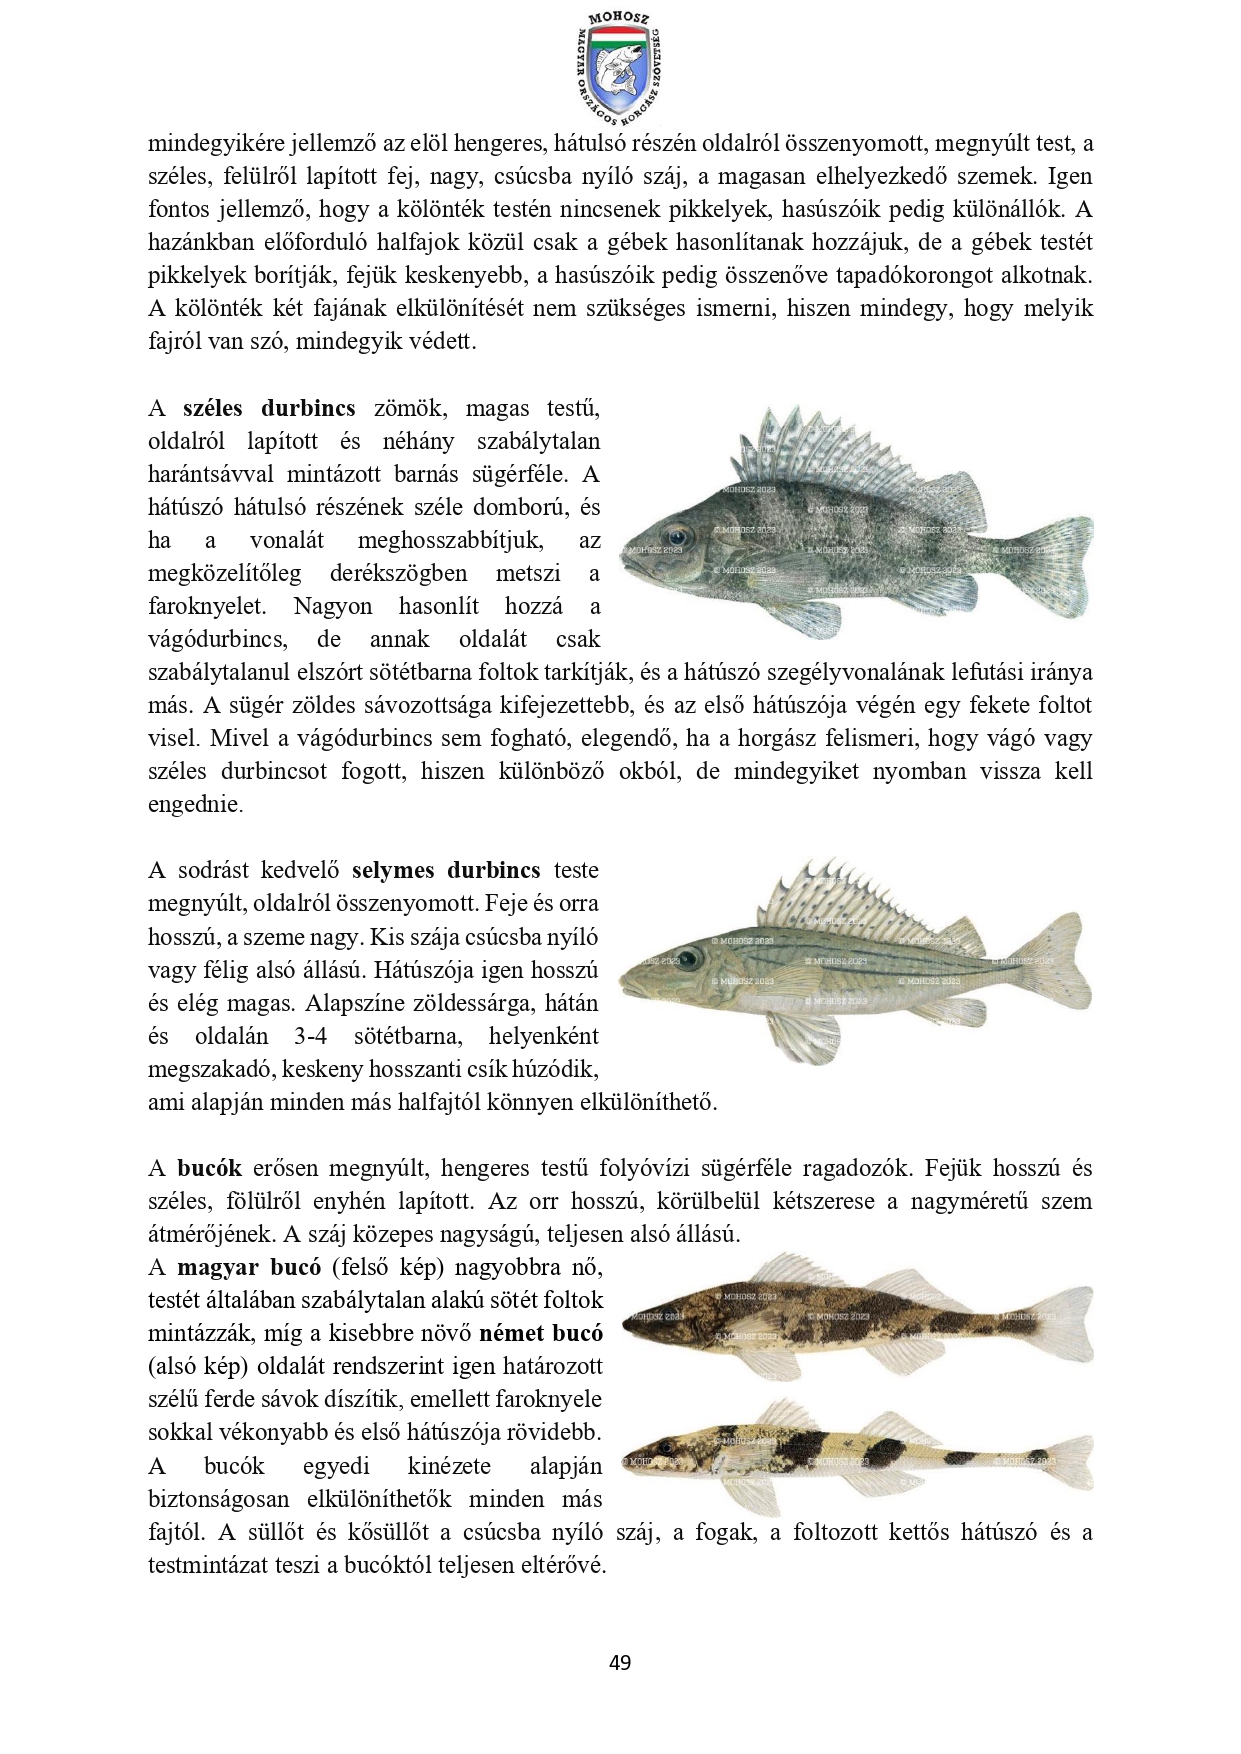 MOHOSZ
MAGYAR ORSZÁGOS HORGÁSZ SZÖVETSÉG
mindegyikére jellemző az elöl hengeres, hátulsó részén oldalról összenyomott, megnyúlt test, a
széles, felülről lapított fej, nagy, csúcsba nyíló száj, a magasan elhelyezkedő szemek. Igen
fontos jellemző, hogy a kölönték testén nincsenek pikkelyek, hasúszóik pedig különállók. A
hazánkban előforduló halfajok közül csak a gébek hasonlítanak hozzájuk, de a gébek testét
pikkelyek borítják, fejük keskenyebb, a hasúszóik pedig összenőve tapadókorongot alkotnak.
A kölönték két fajának elkülönítését nem szükséges ismerni, hiszen mindegy, hogy melyik
fajról van szó, mindegyik védett.
A széles durbincs zömök, magas testű,
oldalról lapított és néhány szabálytalan
harántsávval mintázott barnás sügérféle. A
hátúszó hátulsó részének széle domború, és
ha a vonalát meghosszabbítjuk, az
megközelítőleg derékszögben metszi a
faroknyelet. Nagyon hasonlít hozzá a
vágódurbincs, de annak oldalát csak
szabálytalanul elszórt sötétbarna foltok tarkítják, és a hátúszó szegélyvonalának lefutási iránya
más. A sügér zöldes sávozottsága kifejezettebb, és az első hátúszója végén egy fekete foltot
visel. Mivel a vágódurbincs sem fogható, elegendő, ha a horgász felismeri, hogy vágó vagy
széles durbincsot fogott, hiszen különböző okból, de mindegyiket nyomban vissza kell
engednie.
A sodrást kedvelő selymes durbincs teste
megnyúlt, oldalról összenyomott. Feje és orra
hosszú, a szeme nagy. Kis szája csúcsba nyíló
vagy félig alsó állású. Hátúszója igen hosszú
és elég magas. Alapszíne zöldessárga, hátán
és oldalán 3-4 sötétbarna, helyenként
megszakadó, keskeny hosszanti csík húzódik,
ami alapján minden más halfajtól könnyen elkülöníthető.
A bucók erősen megnyúlt, hengeres testű folyóvízi sügérféle ragadozók. Fejük hosszú és
széles, fölülről enyhén lapított. Az orr hosszú, körülbelül kétszerese a nagyméretű szem
átmérőjének. A száj közepes nagyságú, teljesen alsó állású.
A magyar bucó (felső kép) nagyobbra nő,
testét általában szabálytalan alakú sötét foltok
mintázzák, míg a kisebbre növő német bucó
(alsó kép) oldalát rendszerint igen határozott
szélű ferde sávok díszítik, emellett faroknyele
sokkal vékonyabb és első hátúszója rövidebb.
A bucók egyedi kinézete alapján
biztonságosan elkülöníthetők minden más
fajtól. A süllőt és kősüllőt a csúcsba nyíló száj, a fogak, a foltozott kettős hátúszó és a
testmintázat teszi a bucóktól teljesen eltérővé.
© MOHOSZ 2023
49